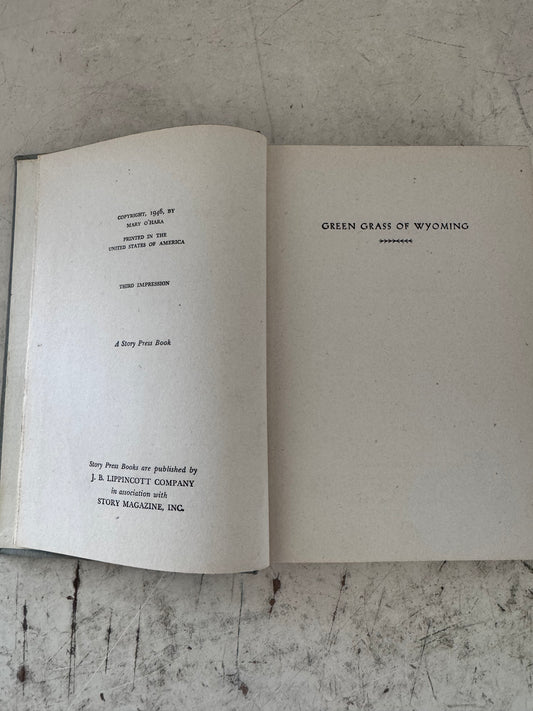 COPYRIGHT, 1946, BY
MARY O'HARA
PRINTED IN THE
UNITED STATES OF AMERICA
THIRD IMPRESSION
A Story Press Book
Story Press Books are published by
J. B. LIPPINCOTT COMPANY
in association with
STORY MAGAZINE, INC.
GREEN GRASS OF WYOMING